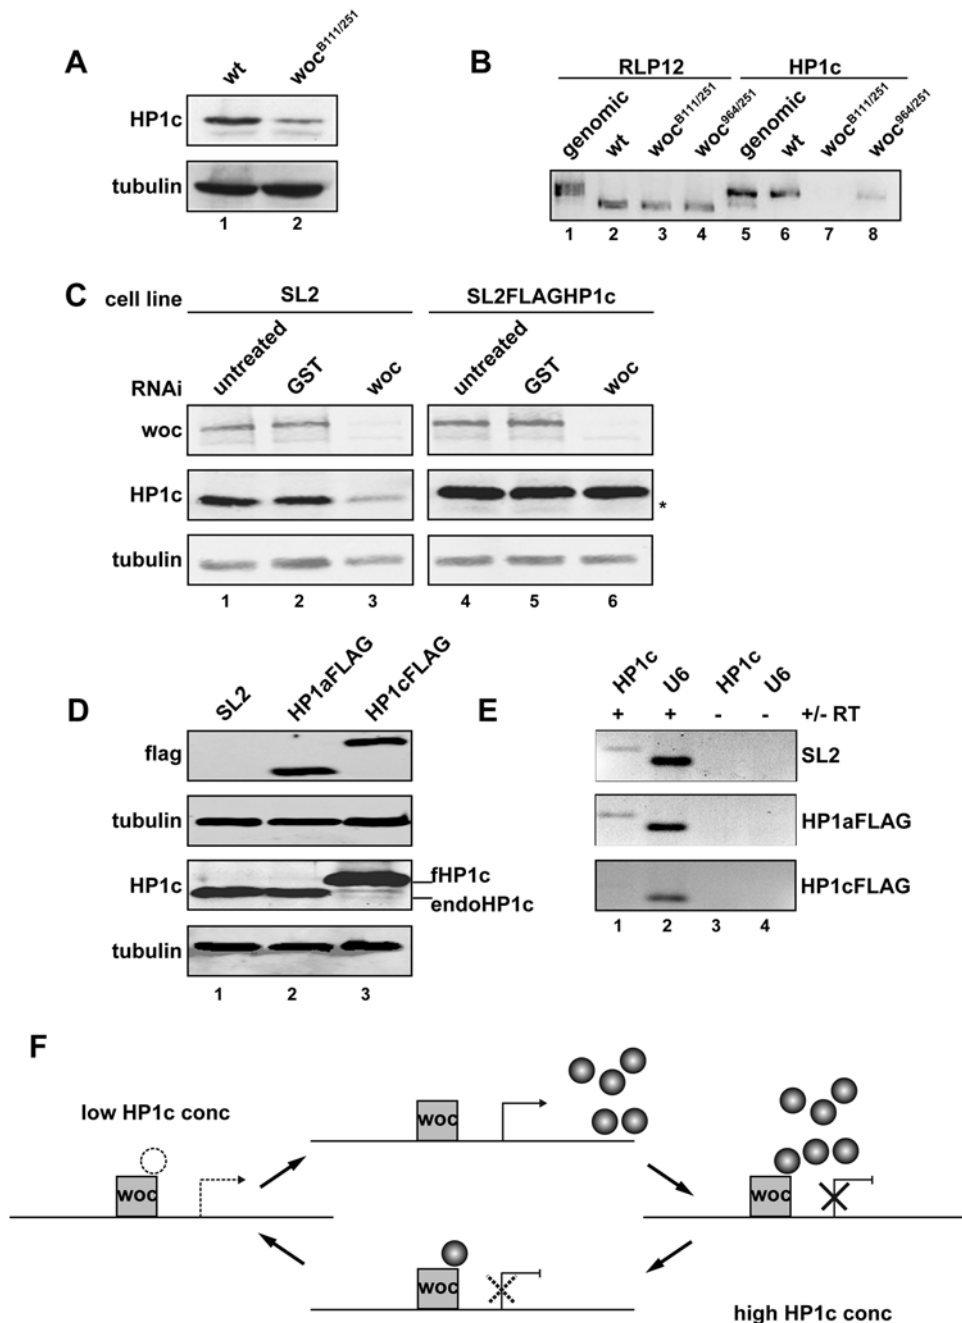 A
wt
woc^B111/251
HP1c
tubulin
1 2
B
RLP12 HP1c
genomic wt woc^B111/251 woc^964/251 genomic wt woc^B111/251 woc^964/251
1 2 3 4 5 6 7 8
C
cell line SL2 SL2FLAGHP1c
RNAi untreated GST woc untreated GST woc
woc
HP1c *
tubulin
1 2 3 4 5 6
D
SL2 HP1aFLAG HP1cFLAG
flag
tubulin
HP1c fHP1c
endoHP1c
tubulin
1 2 3
E
HP1c U6 HP1c U6
+ + - - +/- RT
SL2
HP1aFLAG
HP1cFLAG
1 2 3 4
F
low HP1c conc
woc
woc
woc
woc
high HP1c conc